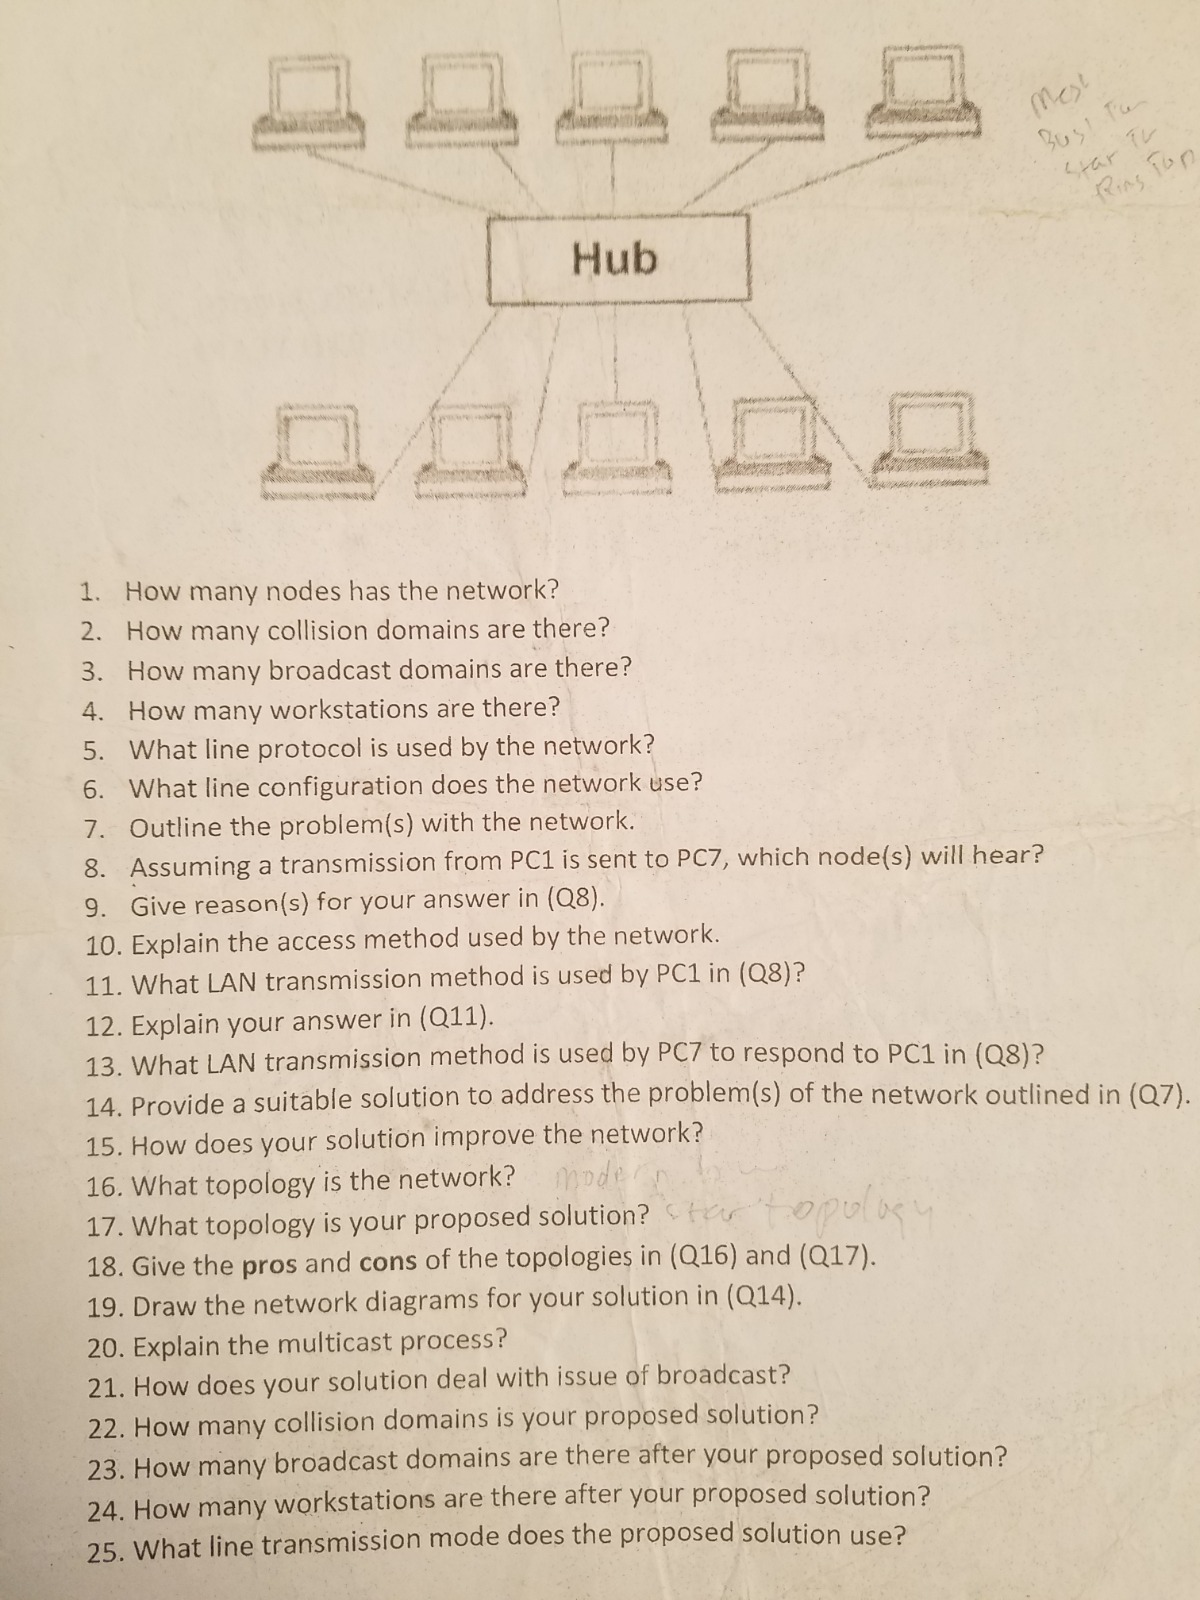 Bus
Star
Ring
Hub
1. How many nodes has the network?
2. How many collision domains are there?
3. How many broadcast domains are there?
4. How many workstations are there?
5. What line protocol is used by the network?
6. What line configuration does the network use?
7. Outline the problem(s) with the network.
8. Assuming a transmission from PC1 is sent to PC7, which node(s) will hear?
9. Give reason(s) for your answer in (Q8).
10. Explain the access method used by the network.
11. What LAN transmission method is used by PC1 in (Q8)?
12. Explain your answer in (Q11).
13. What LAN transmission method is used by PC7 to respond to PC1 in (Q8)?
14. Provide a suitable solution to address the problem(s) of the network outlined in (Q7).
15. How does your solution improve the network?
16. What topology is the network? modern
17. What topology is your proposed solution? star topology
18. Give the pros and cons of the topologies in (Q16) and (Q17).
19. Draw the network diagrams for your solution in (Q14).
20. Explain the multicast process?
21. How does your solution deal with issue of broadcast?
22. How many collision domains is your proposed solution?
23. How many broadcast domains are there after your proposed solution?
24. How many workstations are there after your proposed solution?
25. What line transmission mode does the proposed solution use?